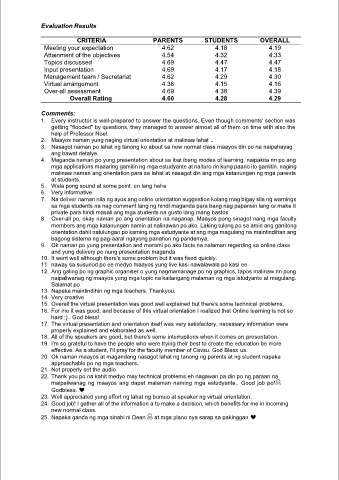 Evaluation Results
CRITERIA PARENTS STUDENTS OVERALL
Meeting your expectation 4.62 4.18 4.19
Attainment of the objectives 4.54 4.32 4.33
Topics discussed 4.69 4.47 4.47
Input presentation 4.69 4.17 4.18
Management team / Secretariat 4.62 4.29 4.30
Virtual arrangement 4.38 4.15 4.16
Over-all assessment 4.69 4.38 4.39
Overall Rating 4.60 4.28 4.29
Comments:
1. Every instructor is well-prepared to answer the questions. Even though comments' section was
getting "flooded" by questions, they managed to answer almost all of them on time with also the
help of Professor Noel.
2. Maayos naman yung naging virtual orientation at malinaw lahat ..
3. Nasagot naman po lahat ng tanong ko about sa new normal class maayos din po na naipahayag
ang bawat detalye.
4. Maganda naman po yung presentation about sa ibat ibang modes of learning, naipakita rin po ang
mga applications maaaring gamitin ng mga estudyante at naturo rin kung paano ito gamitin. naging
malinaw naman ang orientation para sa lahat at nasagot din ang mga katanungan ng mga parents
at students.
5. Wala pong sound at some point. un lang hehe
6. Very informative
7. Na deliver naman nila ng ayos ang online orientation suggestion kolang mag bigay sila ng warnings
sa mga students na nag comment lang ng hindi maganda para bang nag papansin lang or make it
private para hindi masali ang mga students na gusto lang mang bastos
8. Over-all po, okay naman po ang orientation na naganap. Maayos pong sinagot nang mga faculty
members ang mga katanungan namin at nalinawan po ako. Laking tulong po sa amin ang ganitong
orientation dahil natulungan po kaming mga estudyante at ang mga magulang na maintindihan ang
bagong sistema ng pag-aaral ngayong panahon ng pandemya.
9. Ok naman po yung presentation and marami po ako facts na nalaman regarding sa online class
and yung delivery po nung presentation maganda
10. It went well although there's some problem but it was fixed quickly.
11. naway sa susunod po eo medyo maayos yung live kasi nawalawala po kasi ee
12. Ang galing po ng graphic organiser o yung nagmamanage po ng graphics, tapos malinaw rin pong
naipaliwanag ng maayos yung mga topic na kailangang malaman ng mga istudyante at magulang.
Salamat po
13. Napaka maintindihin ng mga teachers. Thankyou.
14. Very creative
15. Overall the virtual presentation was good well explained but there's some technical problems.
16. For me it was good, and because of this virtual orientation I realized that Online learning is not so
hard :) . God bless!
17. The virtual presentation and orientation itself was very satisfactory, necessary information were
properly explained and elaborated as well.
18. All of the speakers are good, but there's some interruptions when it comes on presentation.
19. I'm so grateful to have the people who were trying their best to create the education be more
effective. As a student, I'll pray for the faculty member of Cavsu. God Bless us.
20. Ok naman maayos at magandang nasagot lahat ng tanong ng parents at ng student napaka
approachable po ng mga teachers.
21. Not properly set the audio
22. Thank you po na kahit medyo may technical problems eh nagawan pa din po ng paraan na
maipaliwanag ng maayos ang dapat malaman naming mga estudyante. Good job po!
Godbless..❤
23. Well appreciated yung effort ng lahat ng bumuo at speaker ng virtual orientation.
24. Good job! I gather all of the information a to make a decision, which benefits for me in incoming
new normal class.
25. Napaka ganda ng mga sinabi ni Dean at mga plano nya sarap sa pakinggan ❤